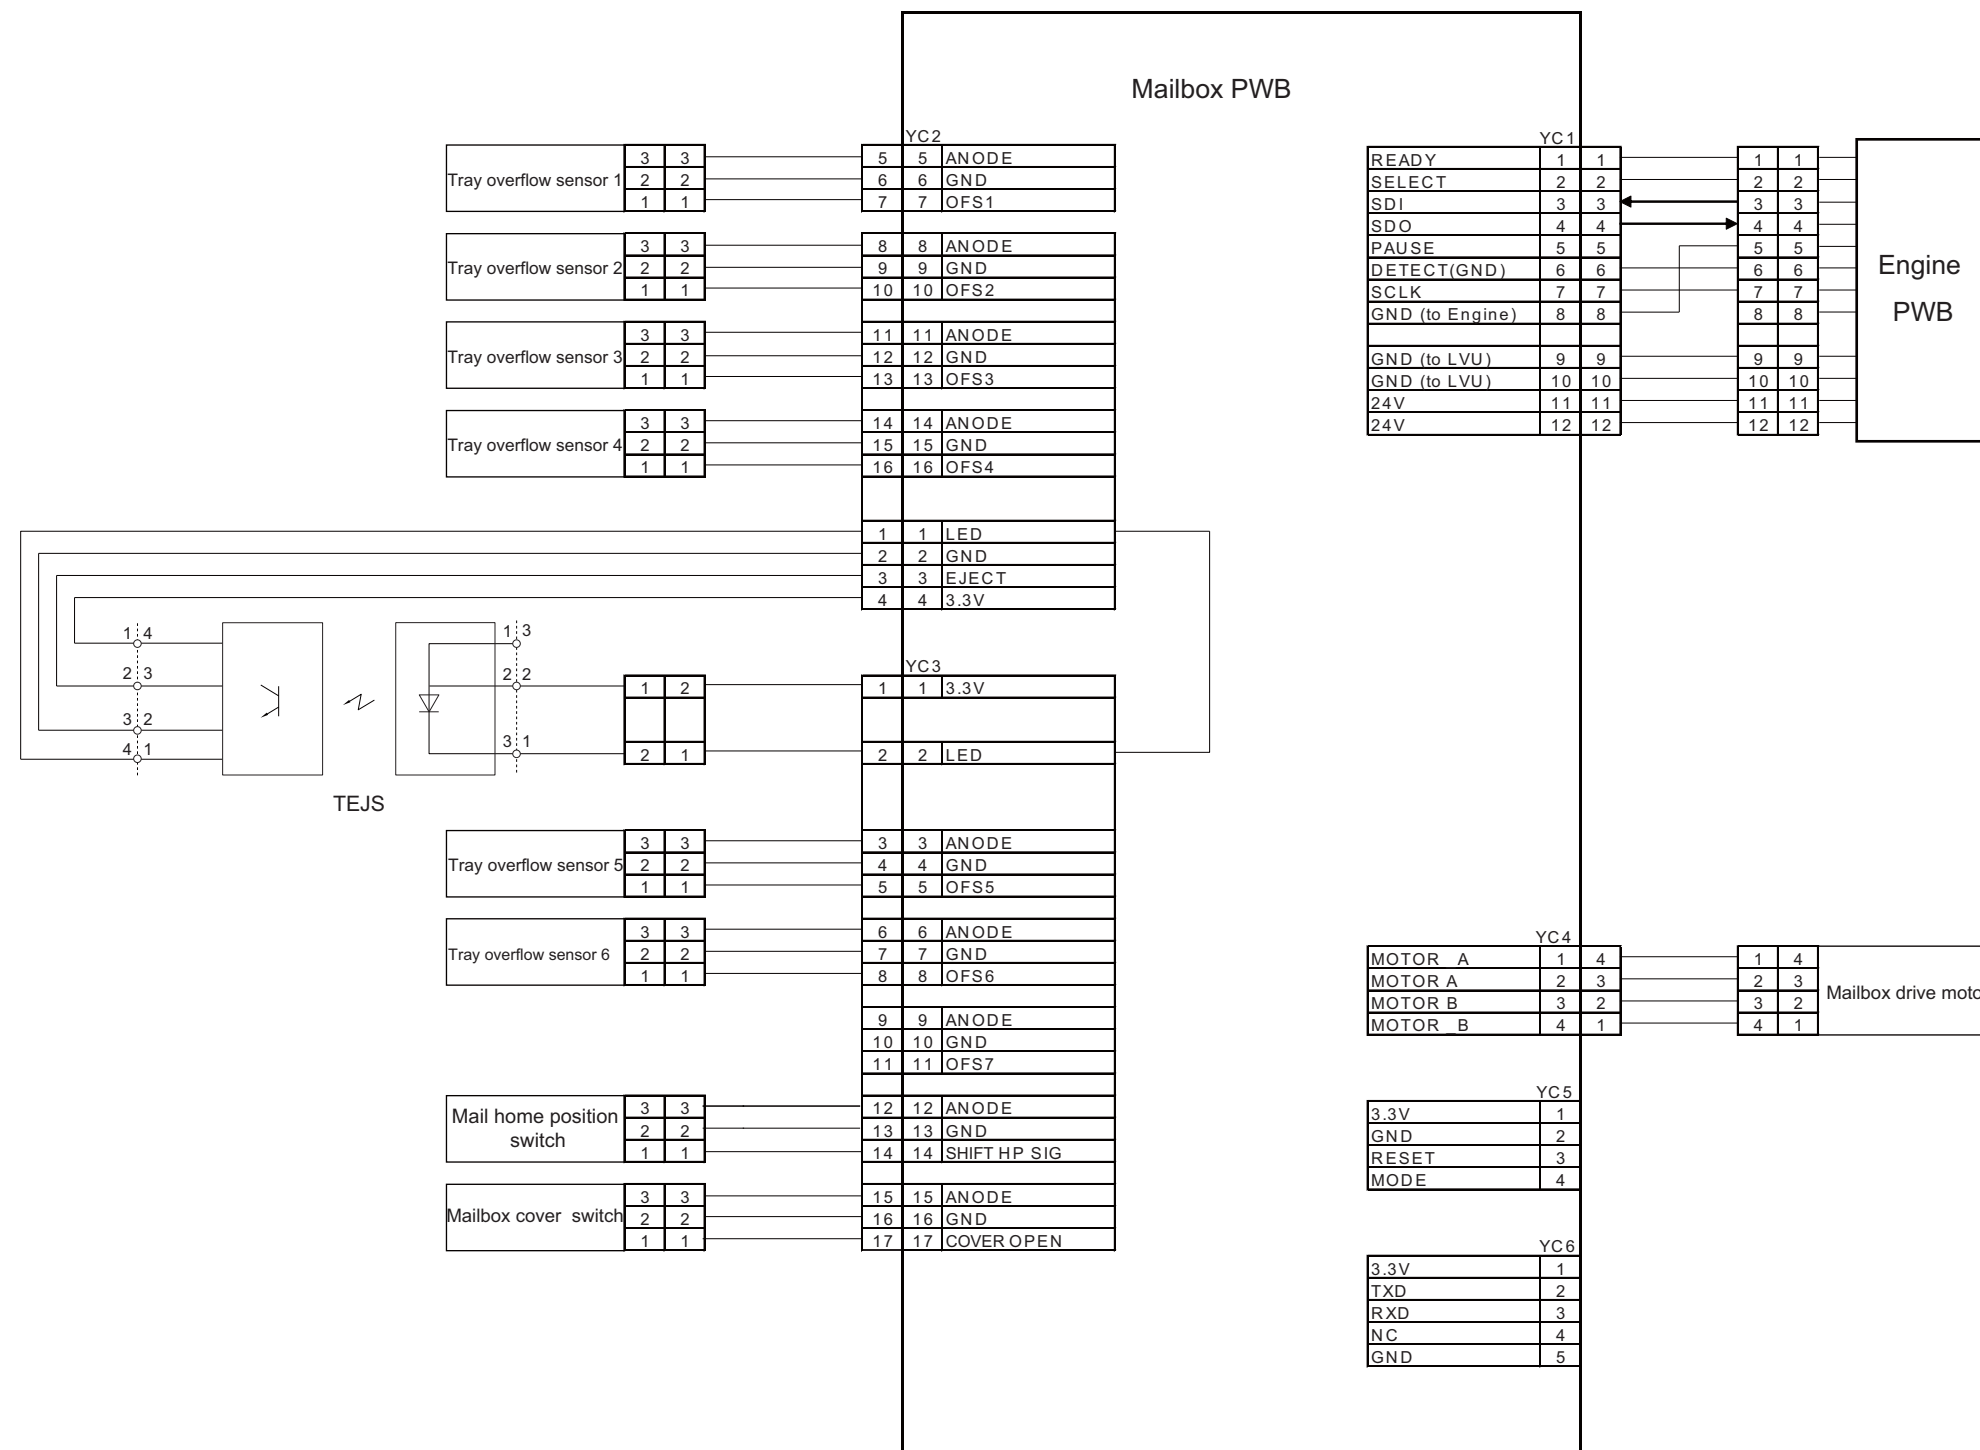 Mailbox PWB
YC2
Tray overflow sensor 1
3 3 5 5 ANODE
2 2 6 6 GND
1 1 7 7 OFS1
Tray overflow sensor 2
3 3 8 8 ANODE
2 2 9 9 GND
1 1 10 10 OFS2
Tray overflow sensor 3
3 3 11 11 ANODE
2 2 12 12 GND
1 1 13 13 OFS3
Tray overflow sensor 4
3 3 14 14 ANODE
2 2 15 15 GND
1 1 16 16 OFS4
1 1 LED
2 2 GND
3 3 EJECT
4 4 3.3V
1 4
2 3
3 2
4 1
1 3
2 2
3 1
TEJS
YC3
1 2 1 1 3.3V
2 1 2 2 LED
Tray overflow sensor 5
3 3 3 3 ANODE
2 2 4 4 GND
1 1 5 5 OFS5
Tray overflow sensor 6
3 3 6 6 ANODE
2 2 7 7 GND
1 1 8 8 OFS6
9 9 ANODE
10 10 GND
11 11 OFS7
Mail home position
switch
3 3 12 12 ANODE
2 2 13 13 GND
1 1 14 14 SHIFT HP SIG
Mailbox cover switch
3 3 15 15 ANODE
2 2 16 16 GND
1 1 17 17 COVER OPEN
YC1
READY 1 1 1 1
SELECT 2 2 2 2
SDI 3 3 3 3
SDO 4 4 4 4
PAUSE 5 5 5 5
DETECT(GND) 6 6 6 6
SCLK 7 7 7 7
GND (to Engine) 8 8 8 8
GND (to LVU) 9 9 9 9
GND (to LVU) 10 10 10 10
24V 11 11 11 11
24V 12 12 12 12
Engine
PWB
YC4
MOTOR _A 1 4 1 4
MOTOR A 2 3 2 3
MOTOR B 3 2 3 2
MOTOR _B 4 1 4 1
Mailbox drive moto
YC5
3.3V 1
GND 2
RESET 3
MODE 4
YC6
3.3V 1
TXD 2
RXD 3
NC 4
GND 5